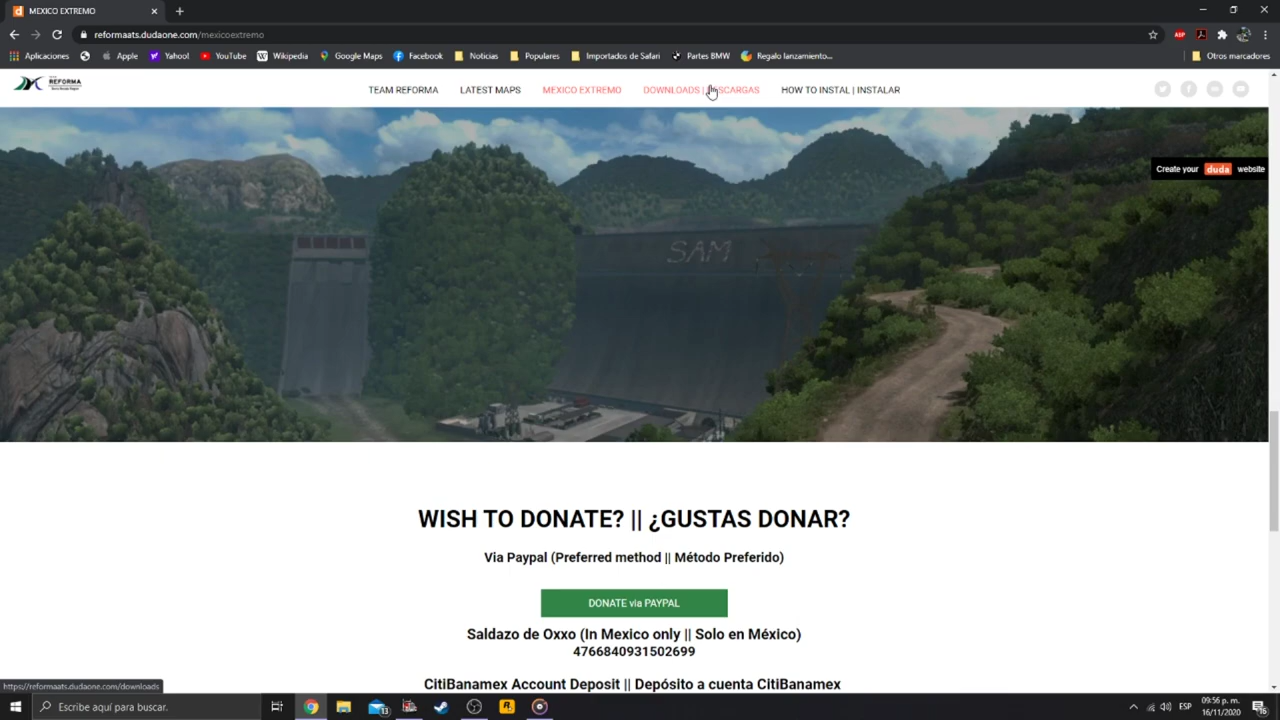 MEXICO EXTREMO
reformaats.dudaone.com/mexicoextremo
ABP
Aplicaciones
Apple
Yahoo!
YouTube
Wikipedia
Google Maps
Facebook
Noticias
Populares
Importados de Safari
Partes BMW
Regalo lanzamiento...
Otros marcadores
REFORMA
TEAM REFORMA
LATEST MAPS
MEXICO EXTREMO
DOWNLOADS | SCARGAS
HOW TO INSTAL | INSTALAR
Create your duda website
SAM
WISH TO DONATE? || ¿GUSTAS DONAR?
Via Paypal (Preferred method || Método Preferido)
DONATE via PAYPAL
Saldazo de Oxxo (In Mexico only || Solo en México)
4766840931502699
CitiBanamex Account Deposit || Depósito a cuenta CitiBanamex
https://reformaats.dudaone.com/downloads
Escribe aquí para buscar.
13
ESP
09:56 p. m.
16/11/2020
16